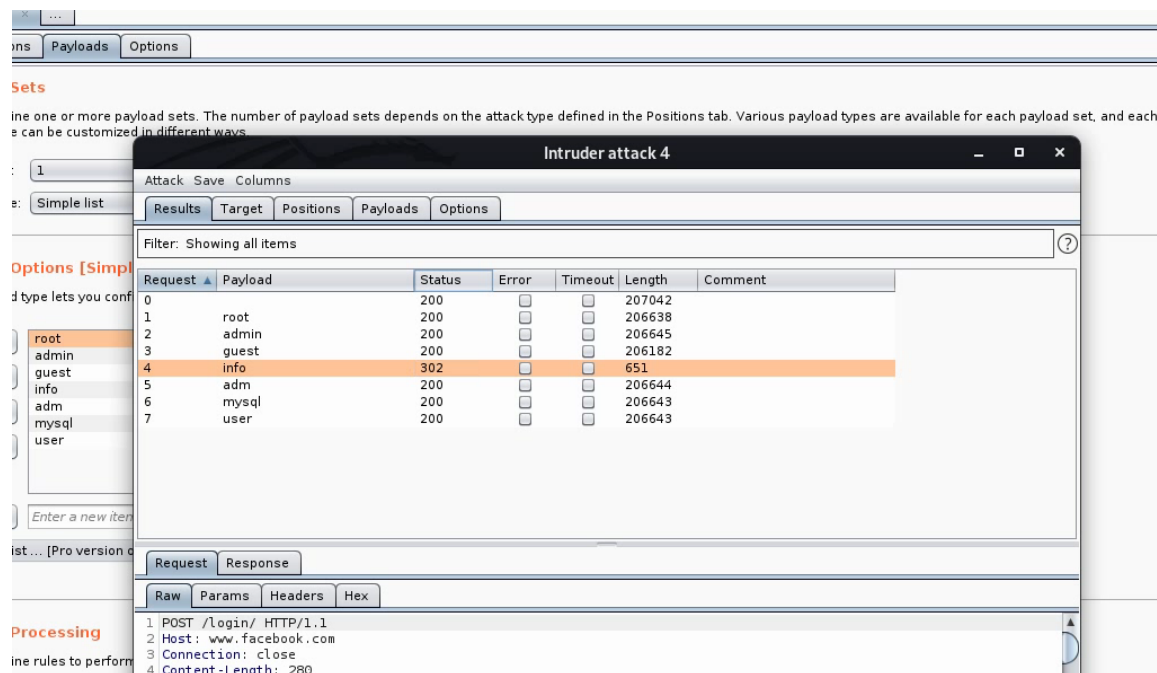 ...
ons Payloads Options
Sets
ine one or more payload sets. The number of payload sets depends on the attack type defined in the Positions tab. Various payload types are available for each payload set, and each
e can be customized in different ways.
Intruder attack 4
: 1
Attack Save Columns
e: Simple list
Results Target Positions Payloads Options
Filter: Showing all items
?
Options [Simpl
Request Payload Status Error Timeout Length Comment
d type lets you conf
0 200 207042
1 root 200 206638
2 admin 200 206645
3 guest 200 206182
4 info 302 651
5 adm 200 206644
6 mysql 200 206643
7 user 200 206643
root
admin
guest
info
adm
mysql
user
Enter a new iten
ist ... [Pro version o
Request Response
Raw Params Headers Hex
1 POST /login/ HTTP/1.1
2 Host: www.facebook.com
3 Connection: close
4 Content-Length: 280
Processing
ine rules to perform